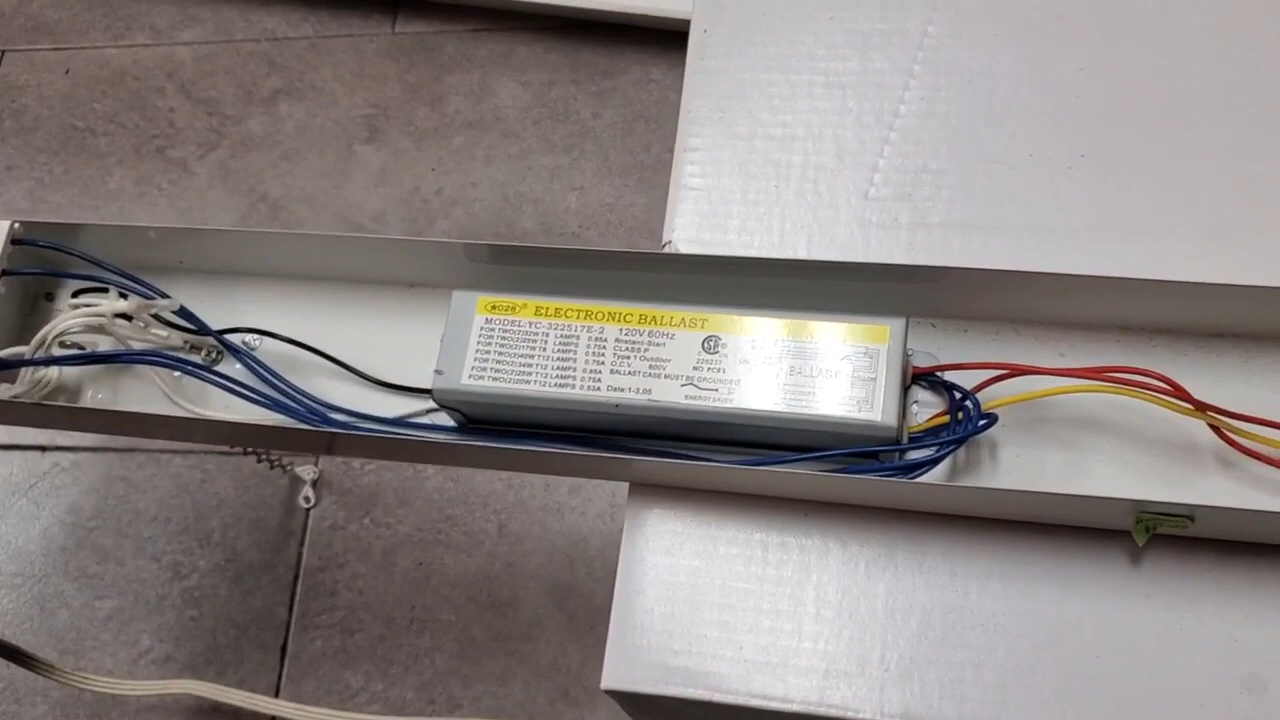 028®
ELECTRONIC BALLAST
MODEL:YC-322517E-2 120V 60Hz
FOR TWO(2)32W T8 LAMPS 0.85A Rnstant-Start
FOR TWO(2)25W T8 LAMPS 0.75A CLASS P
FOR TWO(2)17W T8 LAMPS 0.53A Type 1 Outdoor
FOR TWO(2)40W T12 LAMPS 0.75A O.C.V. 600V
FOR TWO(2)34W T12 LAMPS 0.65A BALLAST CASE MUST BE GROUNDED
FOR TWO(2)25W T12 LAMPS 0.75A
FOR TWO(2)20W T12 LAMPS 0.53A Date:1-3,05
226237
NO PCB'
ENERGY SAVER
BALLAST